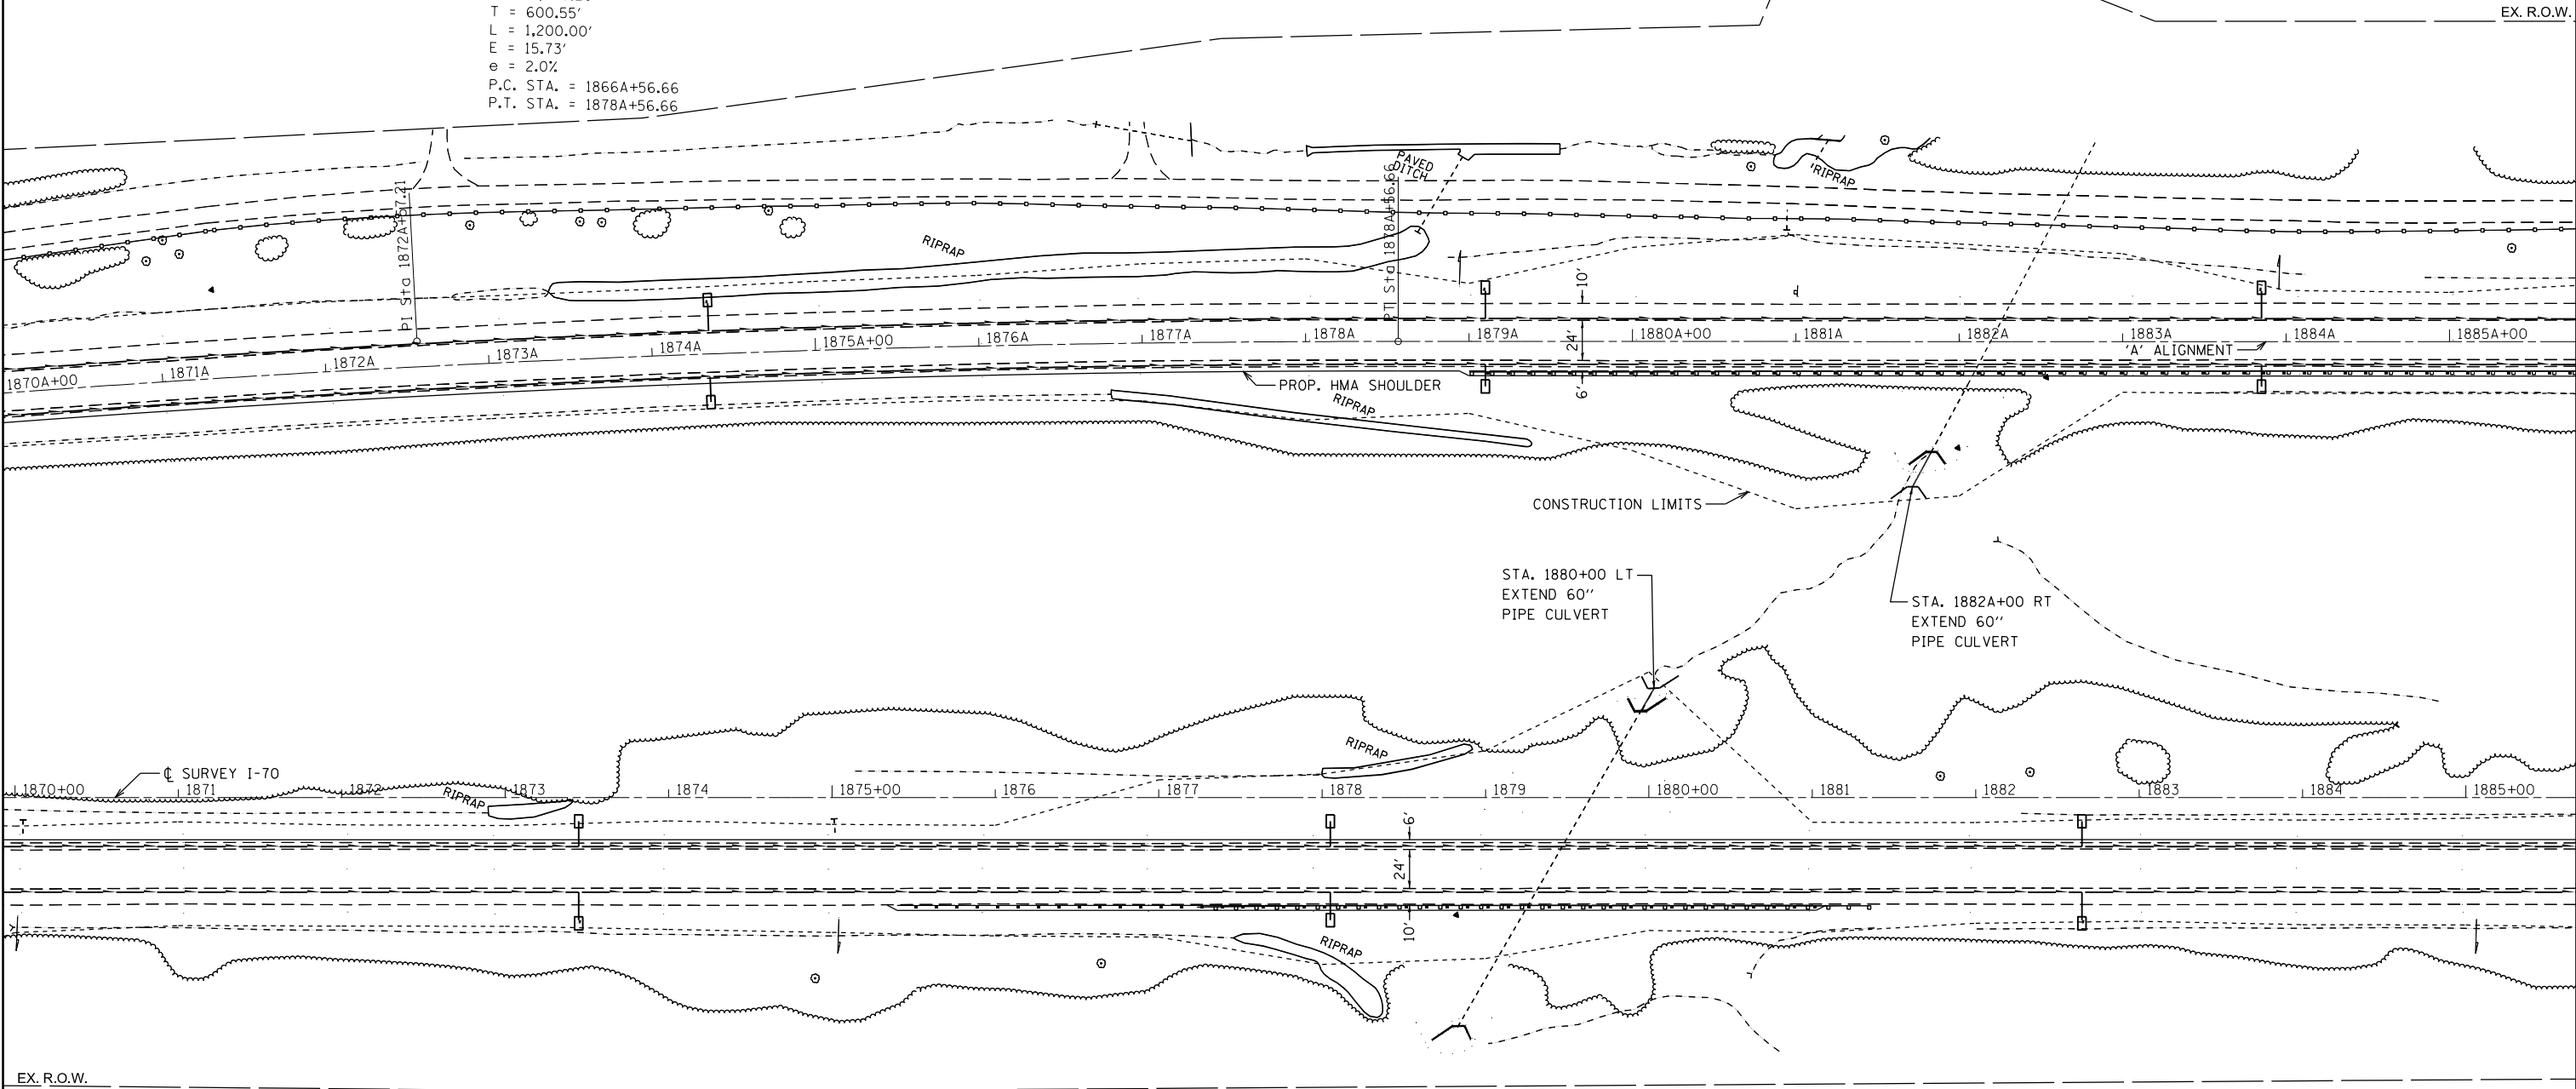 T = 600.55'
L = 1,200.00'
E = 15.73'
e = 2.0%
P.C. STA. = 1866A+56.66
P.T. STA. = 1878A+56.66
EX. R.O.W.
PAVED
DITCH
RIPRAP
PI Sta 1872A+57.21
PT Sta 1878A+56.66
RIPRAP
10'
24'
6'
1870A+00
1871A
1872A
1873A
1874A
1875A+00
1876A
1877A
1878A
1879A
1880A+00
1881A
1882A
1883A
1884A
1885A+00
'A' ALIGNMENT
PROP. HMA SHOULDER
RIPRAP
CONSTRUCTION LIMITS
STA. 1880+00 LT
EXTEND 60''
PIPE CULVERT
STA. 1882A+00 RT
EXTEND 60''
PIPE CULVERT
RIPRAP
℄ SURVEY I-70
1870+00
1871
1872
1873
1874
1875+00
1876
1877
1878
1879
1880+00
1881
1882
1883
1884
1885+00
RIPRAP
6'
24'
10'
RIPRAP
EX. R.O.W.